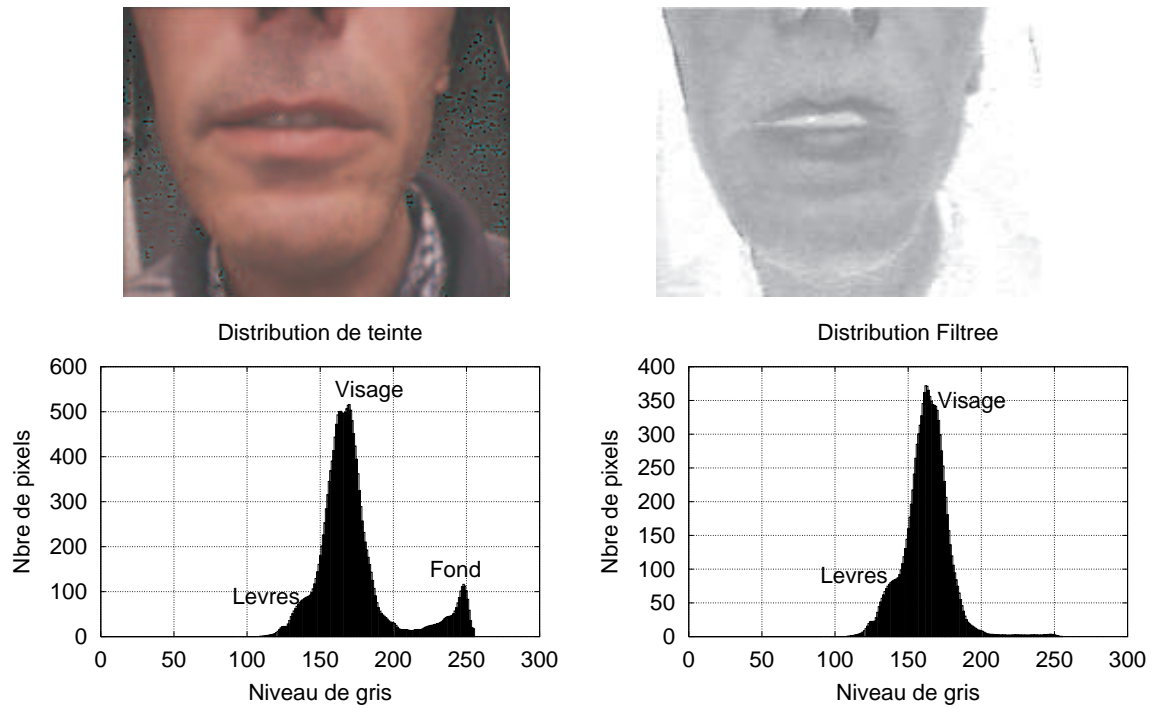 Distribution de teinte
600
500
400
300
200
100
0
0 50 100 150 200 250 300
Nbre de pixels
Niveau de gris
Visage
Fond
Levres
Distribution Filtree
400
350
300
250
200
150
100
50
0
0 50 100 150 200 250 300
Nbre de pixels
Niveau de gris
Visage
Levres